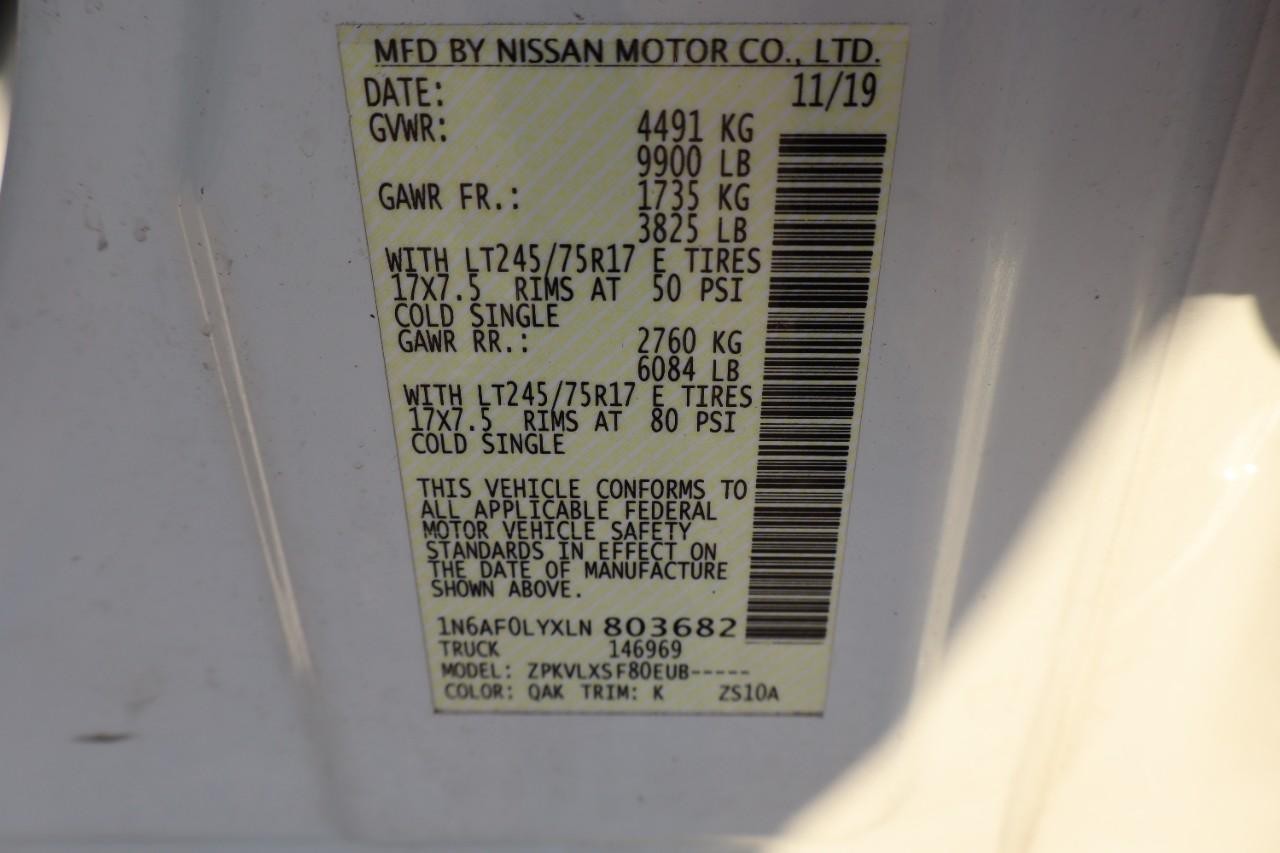 MFD BY NISSAN MOTOR CO., LTD.
DATE: 11/19
GVWR: 4491 KG
9900 LB
GAWR FR.: 1735 KG
3825 LB
WITH LT245/75R17 E TIRES
17X7.5 RIMS AT 50 PSI
COLD SINGLE
GAWR RR.: 2760 KG
6084 LB
WITH LT245/75R17 E TIRES
17X7.5 RIMS AT 80 PSI
COLD SINGLE
THIS VEHICLE CONFORMS TO
ALL APPLICABLE FEDERAL
MOTOR VEHICLE SAFETY
STANDARDS IN EFFECT ON
THE DATE OF MANUFACTURE
SHOWN ABOVE.
1N6AF0LYXLN 803682
TRUCK 146969
MODEL: ZPKVLXSF80EUB-----
COLOR: QAK TRIM: K ZS10A